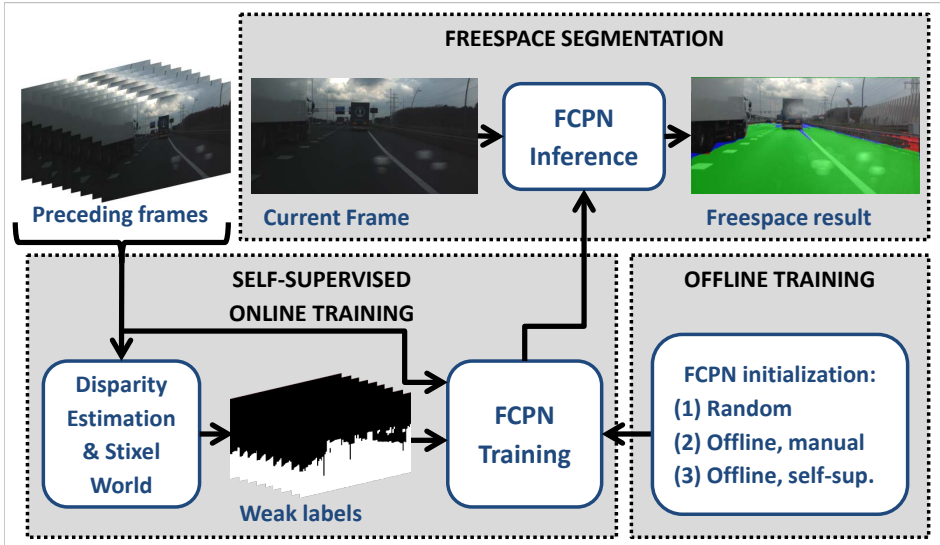 FREESPACE SEGMENTATION
FCPN
Inference
Preceding frames
Current Frame
Freespace result
SELF-SUPERVISED
ONLINE TRAINING
OFFLINE TRAINING
Disparity
Estimation
& Stixel
World
Weak labels
FCPN
Training
FCPN initialization:
(1) Random
(2) Offline, manual
(3) Offline, self-sup.